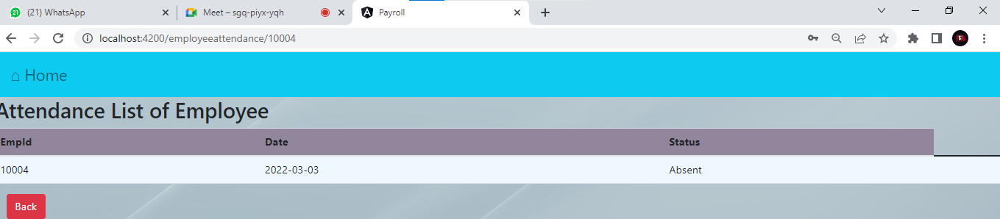 21 (21) WhatsApp Meet – sgq-piyx-yqh Payroll
localhost:4200/employeeattendance/10004
Home
Attendance List of Employee
EmpId Date Status
10004 2022-03-03 Absent
Back